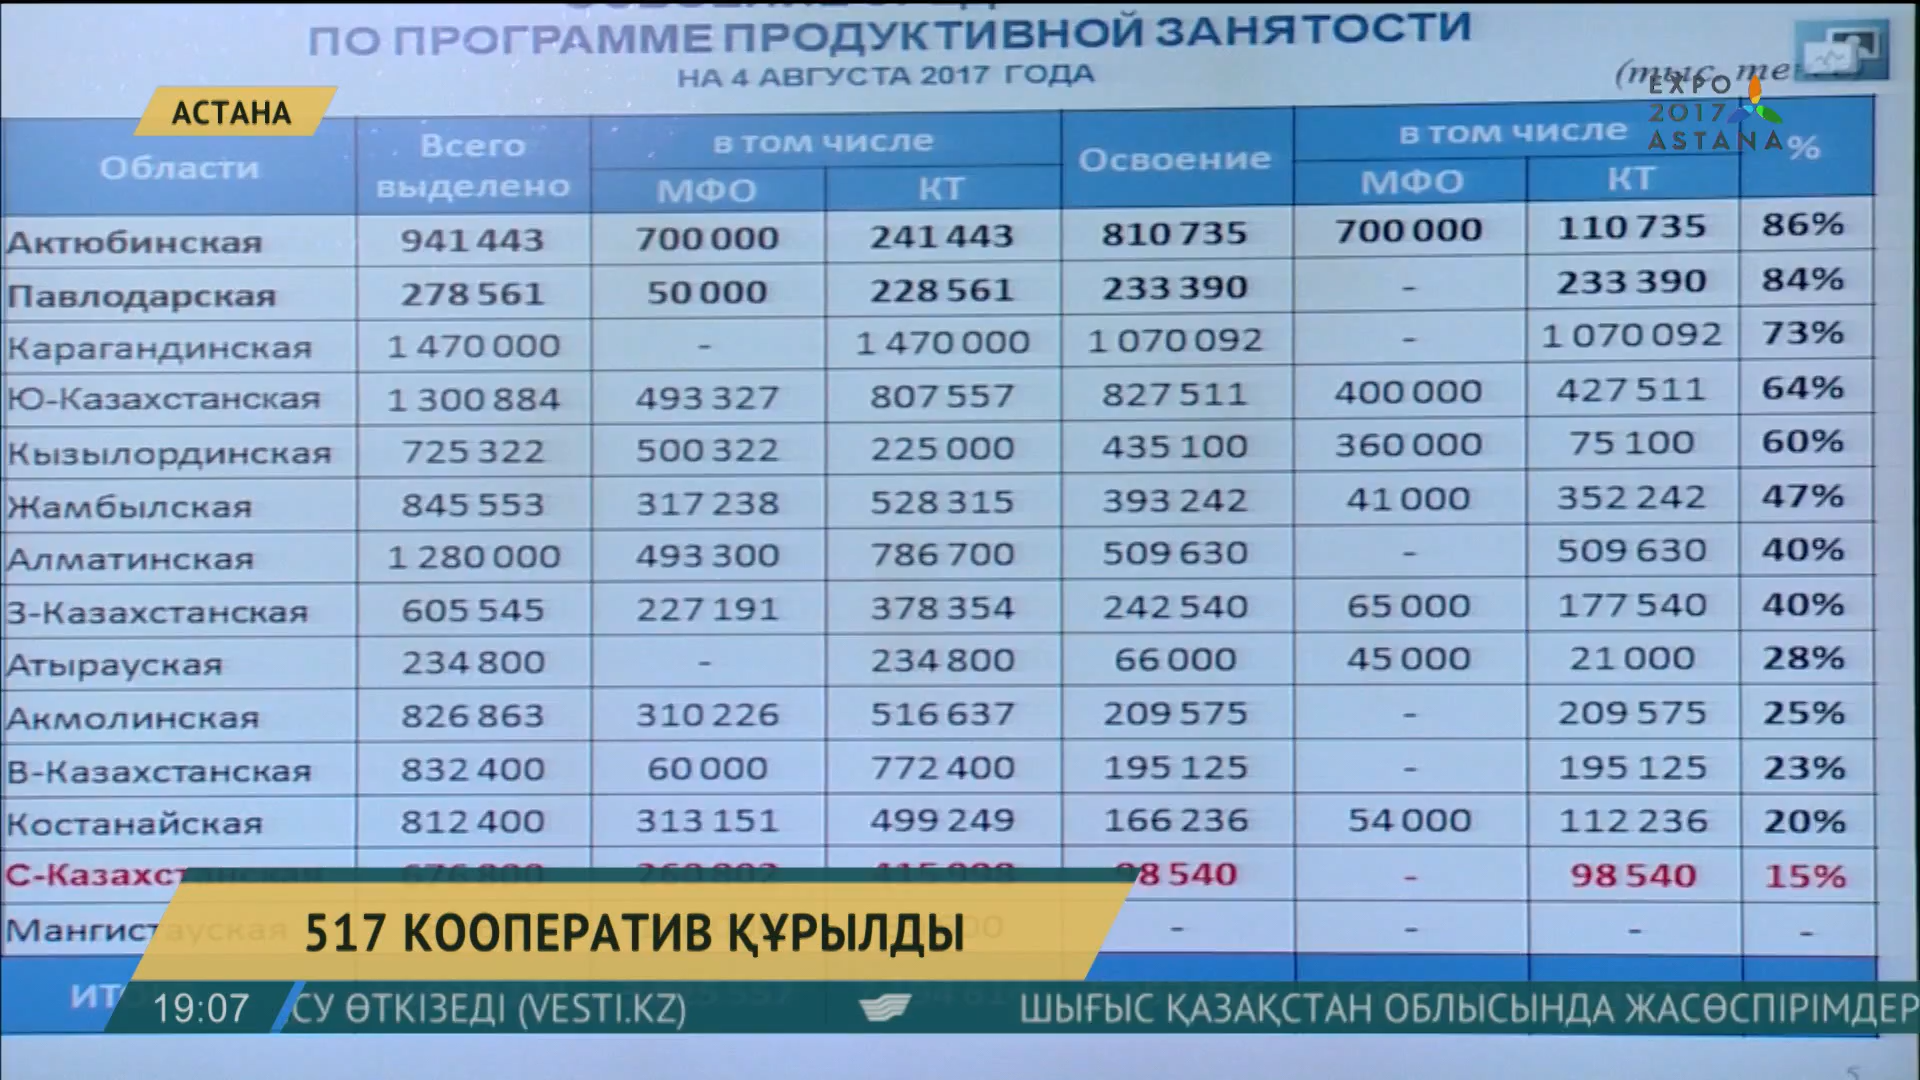 ПО ПРОГРАММЕ ПРОДУКТИВНОЙ ЗАНЯТОСТИ
НА 4 АВГУСТА 2017 ГОДА
(тыс.
EXPO
2017
ASTANA
АСТАНА
Области Всего выделено в том числе МФО КТ Освоение в том числе МФО КТ %
Актюбинская 941 443 700 000 241 443 810 735 700 000 110 735 86%
Павлодарская 278 561 50 000 228 561 233 390 - 233 390 84%
Карагандинская 1 470 000 - 1 470 000 1 070 092 - 1 070 092 73%
Ю-Казахстанская 1 300 884 493 327 807 557 827 511 400 000 427 511 64%
Кызылординская 725 322 500 322 225 000 435 100 360 000 75 100 60%
Жамбылская 845 553 317 238 528 315 393 242 41 000 352 242 47%
Алматинская 1 280 000 493 300 786 700 509 630 - 509 630 40%
З-Казахстанская 605 545 227 191 378 354 242 540 65 000 177 540 40%
Атырауская 234 800 - 234 800 66 000 45 000 21 000 28%
Акмолинская 826 863 310 226 516 637 209 575 - 209 575 25%
В-Казахстанская 832 400 60 000 772 400 195 125 - 195 125 23%
Костанайская 812 400 313 151 499 249 166 236 54 000 112 236 20%
С-Казахстанская 98 540 - 98 540 15%
Мангистауская - - - -
517 КООПЕРАТИВ ҚҰРЫЛДЫ
19:07 СУ ӨТКІЗЕДІ (VESTI.KZ) ШЫҒЫС ҚАЗАҚСТАН ОБЛЫСЫНДА ЖАСӨСПІРІМДЕР
5